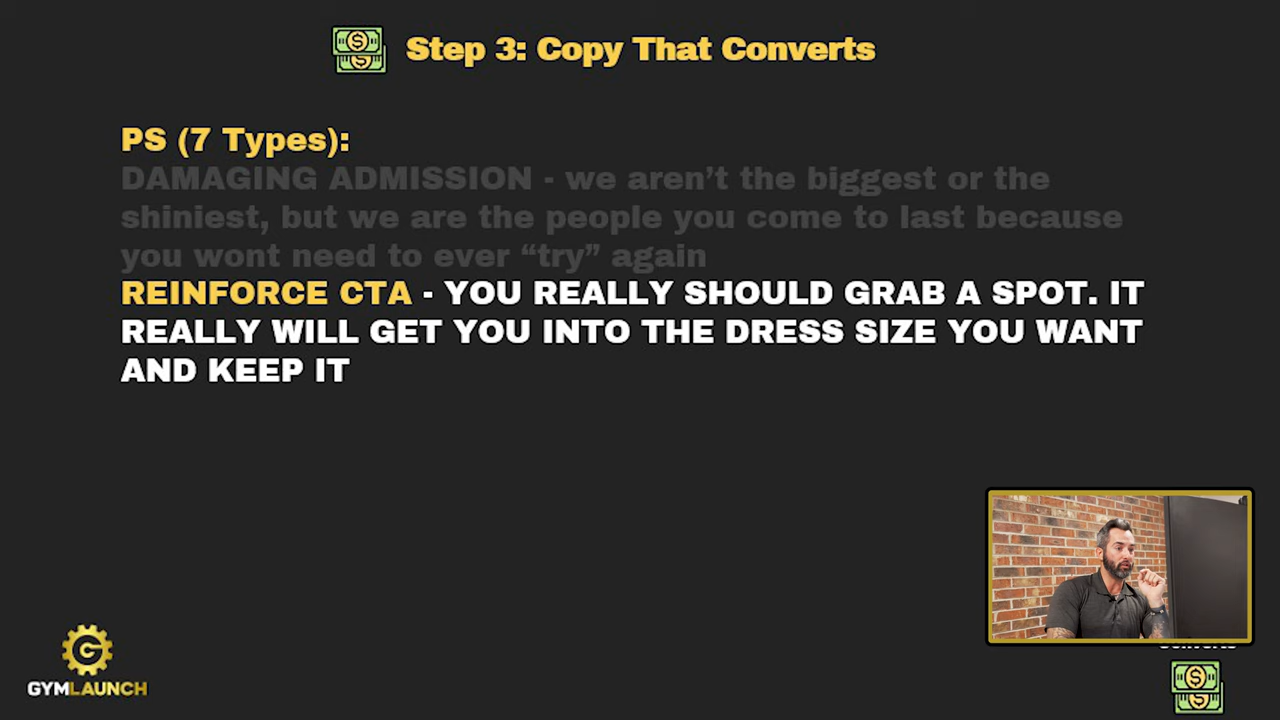 Step 3: Copy That Converts
PS (7 Types):
DAMAGING ADMISSION - we aren’t the biggest or the
shiniest, but we are the people you come to last because
you wont need to ever “try” again
REINFORCE CTA - YOU REALLY SHOULD GRAB A SPOT. IT
REALLY WILL GET YOU INTO THE DRESS SIZE YOU WANT
AND KEEP IT
GYMLAUNCH